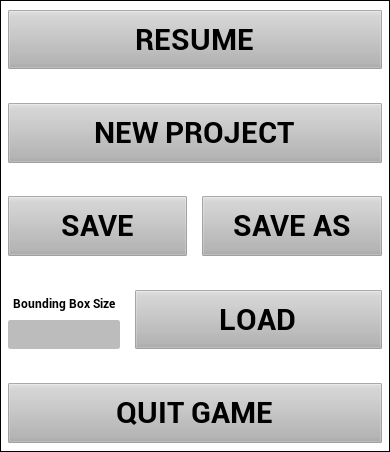 RESUME
NEW PROJECT
SAVE
SAVE AS
Bounding Box Size
LOAD
QUIT GAME